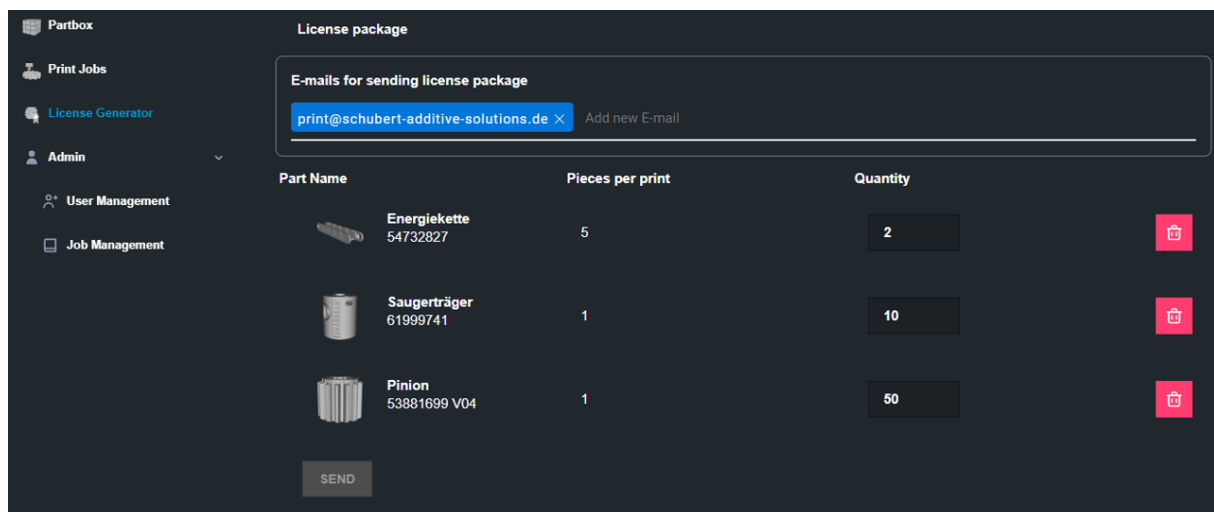 Partbox
Print Jobs
License Generator
Admin
User Management
Job Management
License package
E-mails for sending license package
print@schubert-additive-solutions.de × Add new E-mail
Part Name Pieces per print Quantity
Energiekette
54732827 5 2
Saugerträger
61999741 1 10
Pinion
53881699 V04 1 50
SEND